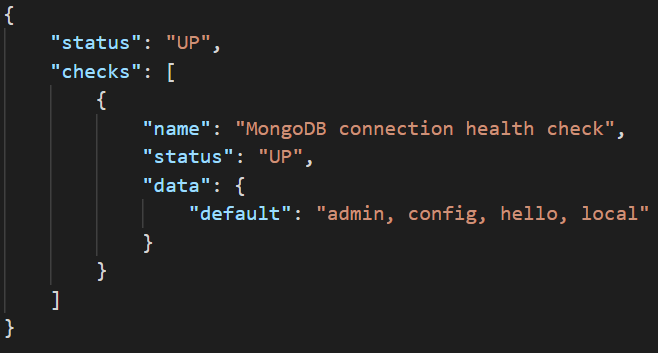 {
    "status": "UP",
    "checks": [
        {
            "name": "MongoDB connection health check",
            "status": "UP",
            "data": {
                "default": "admin, config, hello, local"
            }
        }
    ]
}